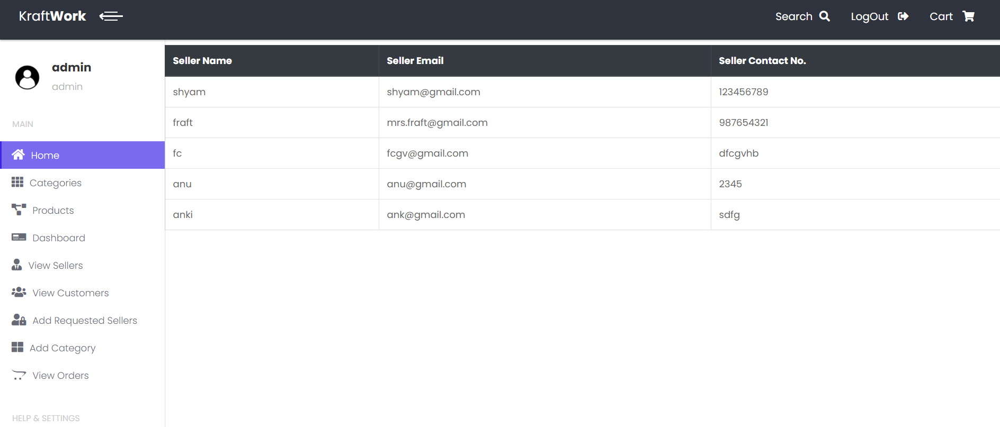 KraftWork
Search
LogOut
Cart
admin
admin
MAIN
Home
Categories
Products
Dashboard
View Sellers
View Customers
Add Requested Sellers
Add Category
View Orders
HELP & SETTINGS
Seller Name Seller Email Seller Contact No.
shyam shyam@gmail.com 123456789
fraft mrs.fraft@gmail.com 987654321
fc fcgv@gmail.com dfcgvhb
anu anu@gmail.com 2345
anki ank@gmail.com sdfg